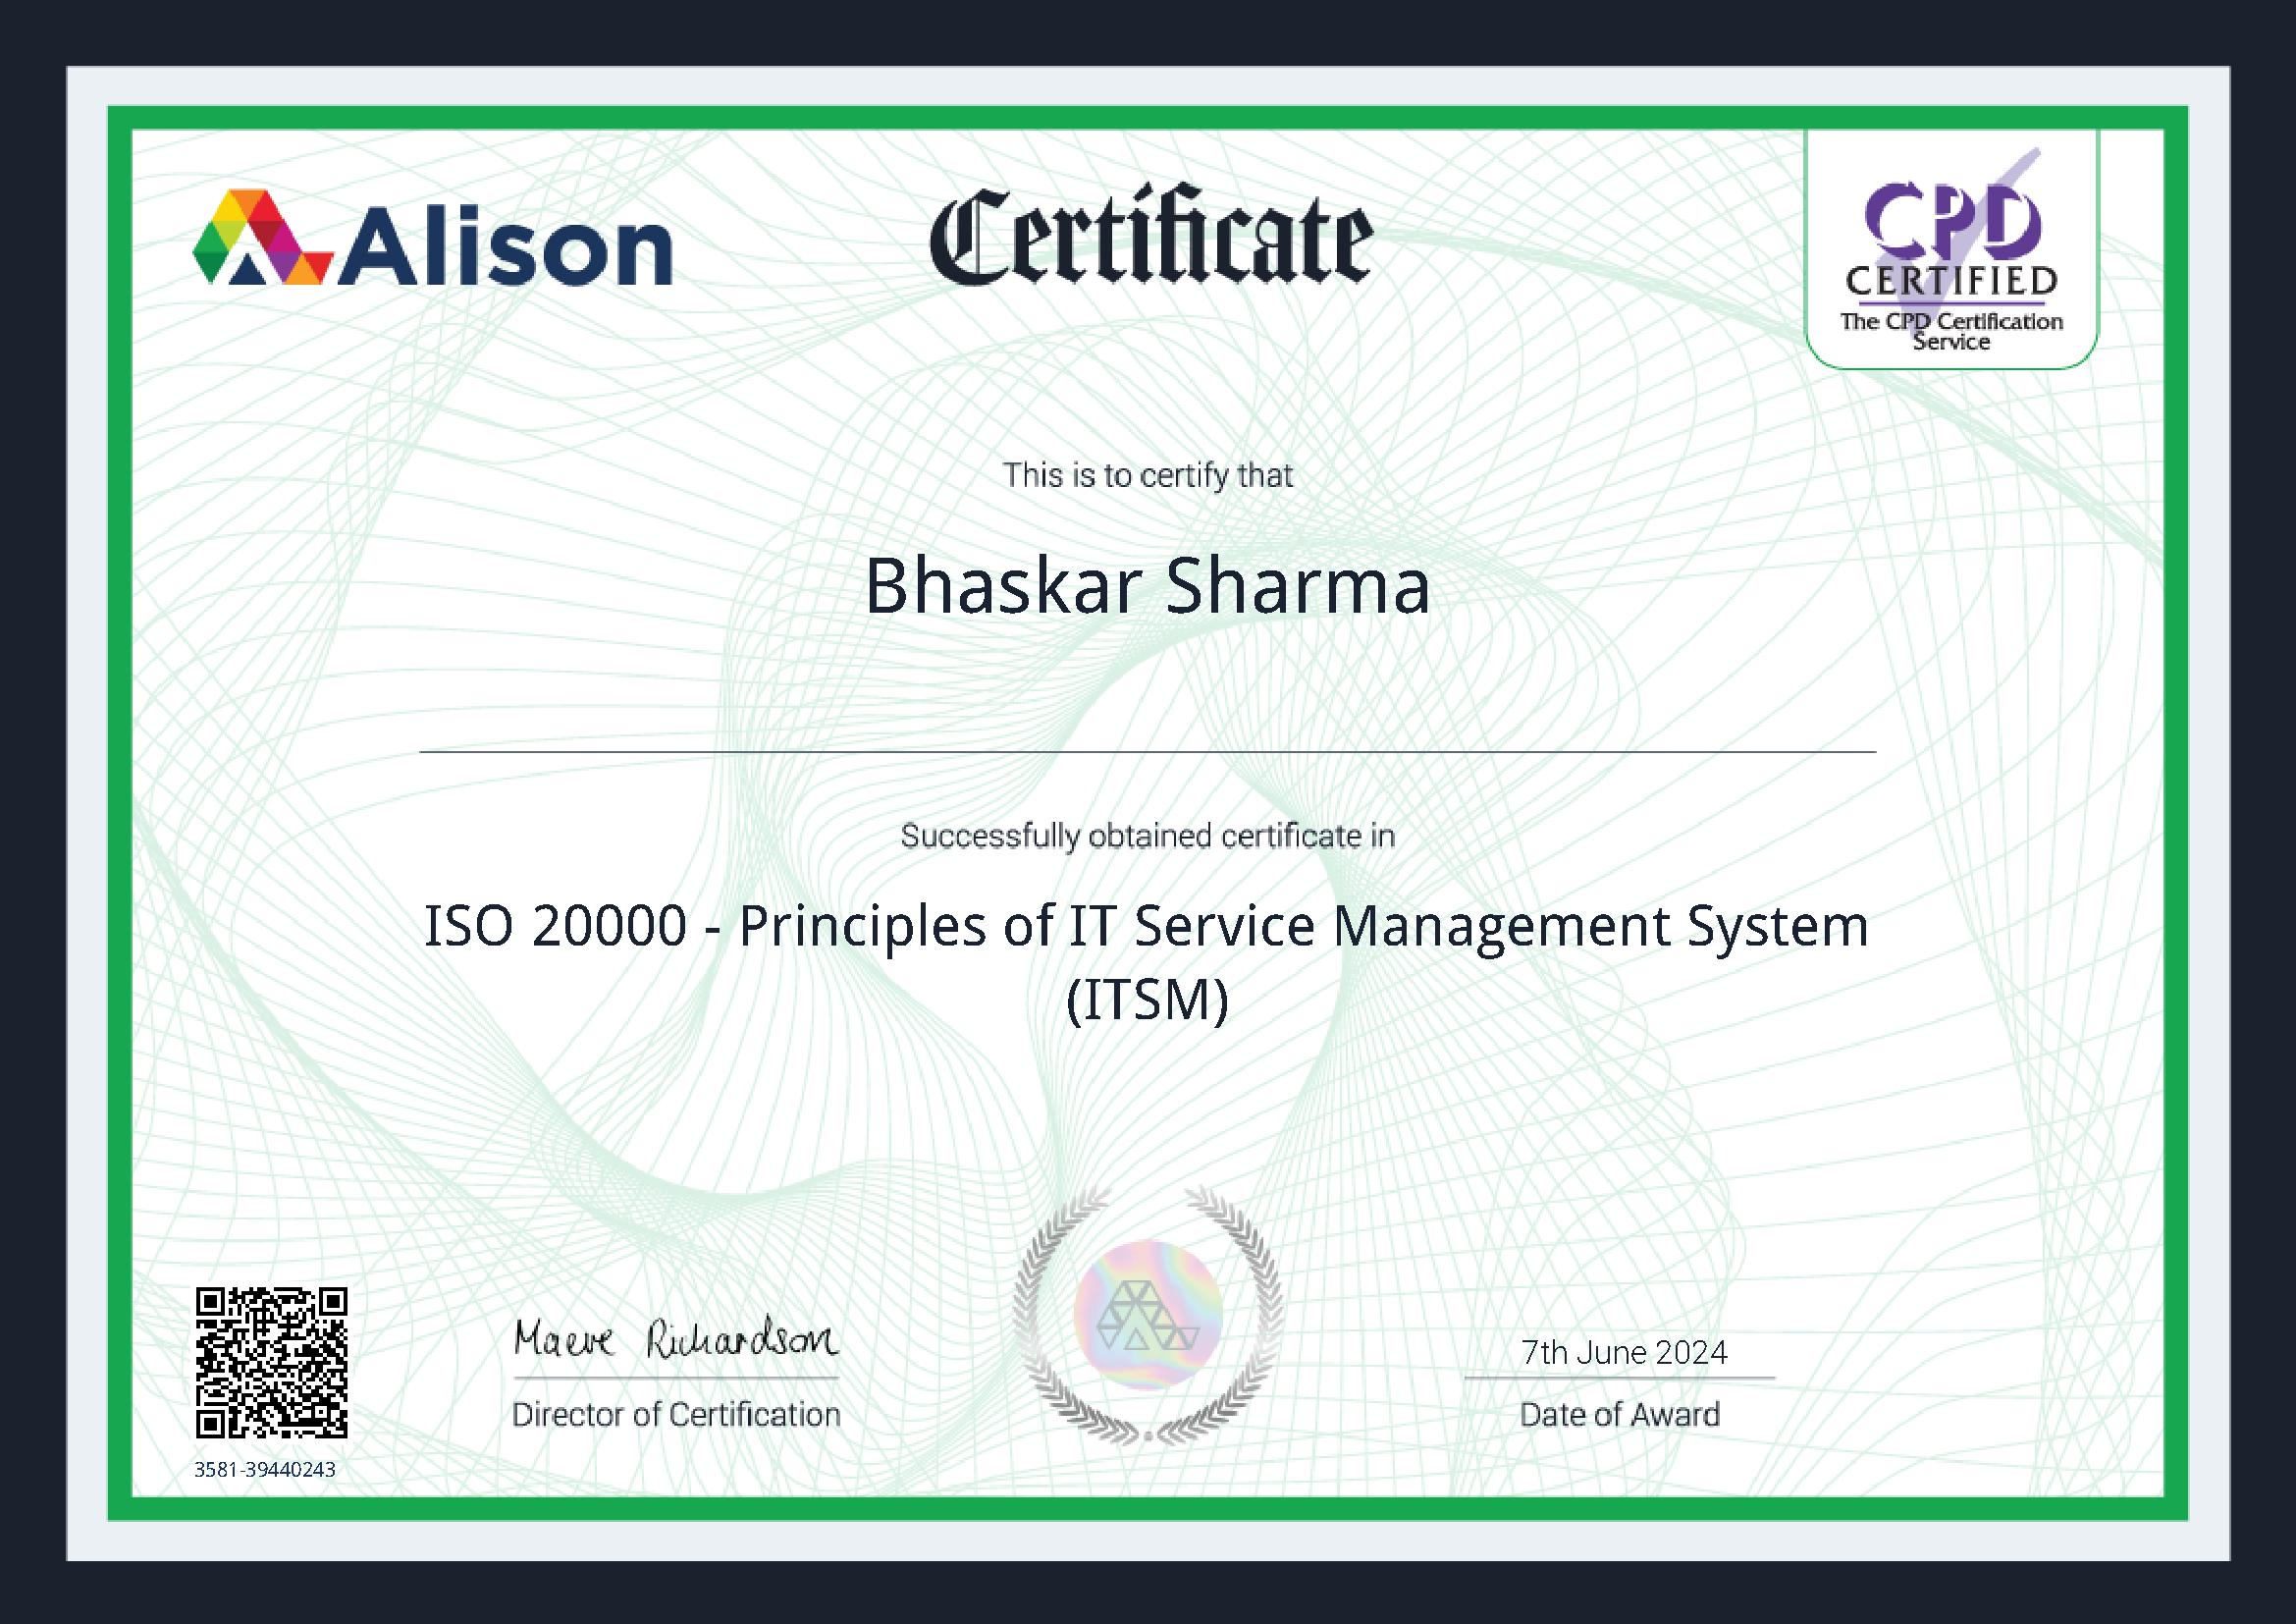 Alison
Certificate
CPD
CERTIFIED
The CPD Certification
Service
This is to certify that
Bhaskar Sharma
Successfully obtained certificate in
ISO 20000 - Principles of IT Service Management System
(ITSM)
Maeve Richardson
Director of Certification
7th June 2024
Date of Award
3581-39440243